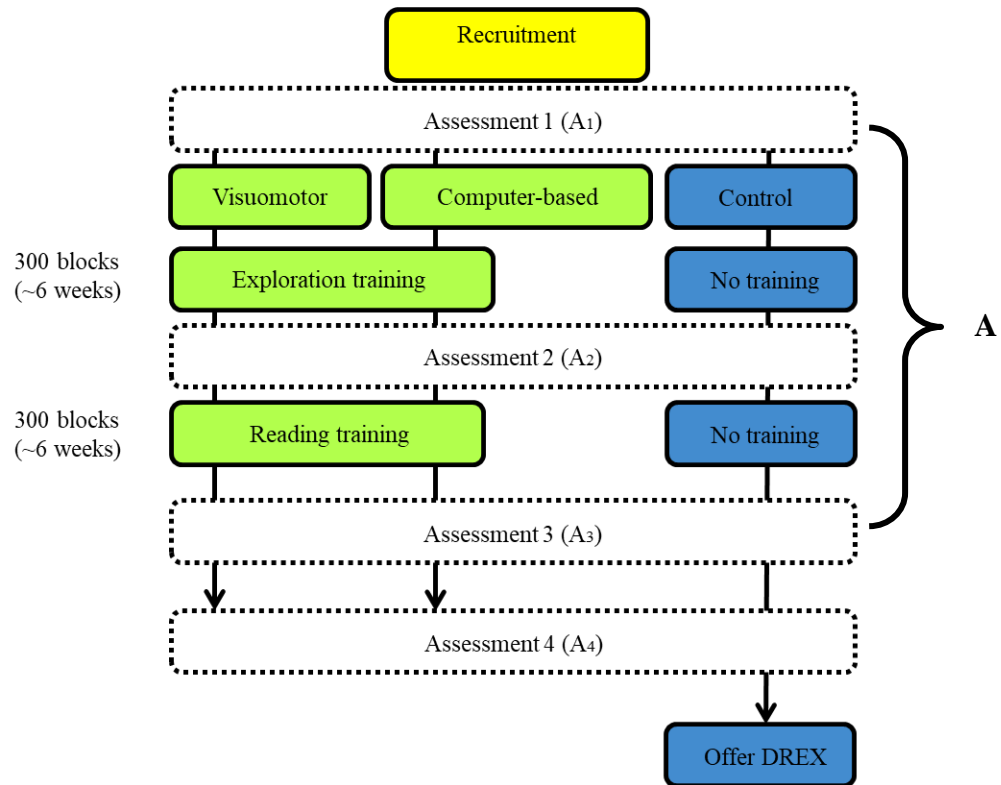 Recruitment
Assessment 1 (A₁)
Visuomotor
Computer-based
Control
300 blocks
(~6 weeks)
Exploration training
No training
A
Assessment 2 (A₂)
300 blocks
(~6 weeks)
Reading training
No training
Assessment 3 (A₃)
Assessment 4 (A₄)
Offer DREX